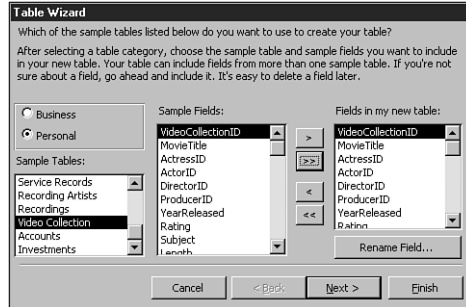 Table Wizard
Which of the sample tables listed below do you want to use to create your table?
After selecting a table category, choose the sample table and sample fields you want to include
in your new table. Your table can include fields from more than one sample table. If you're not
sure about a field, go ahead and include it. It's easy to delete a field later.
Business
Personal
Sample Tables:
Service Records
Recording Artists
Recordings
Video Collection
Accounts
Investments
Sample Fields:
VideoCollectionID
MovieTitle
ActressID
ActorID
DirectorID
ProducerID
YearReleased
Rating
Subject
Length
>
>>
<
<<
Fields in my new table:
VideoCollectionID
MovieTitle
ActressID
ActorID
DirectorID
ProducerID
YearReleased
Rating
Rename Field...
Cancel
< Back
Next >
Finish